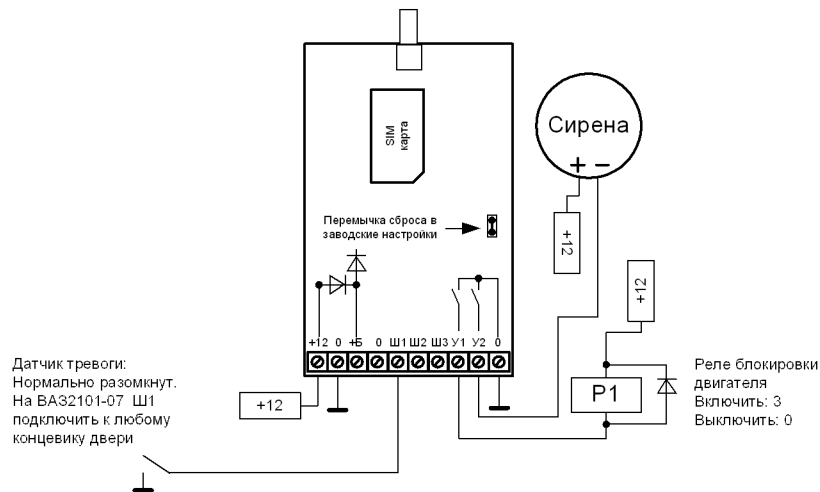 SIM
карта
Сирена
+ −
Перемычка сброса в
заводские настройки
+12
+12
+12 0 +Б 0 Ш1 Ш2 Ш3 У1 У2 0
Датчик тревоги:
Нормально разомкнут.
На ВАЗ2101-07 Ш1
подключить к любому
концевику двери
+12
P1
Реле блокировки
двигателя
Включить: 3
Выключить: 0